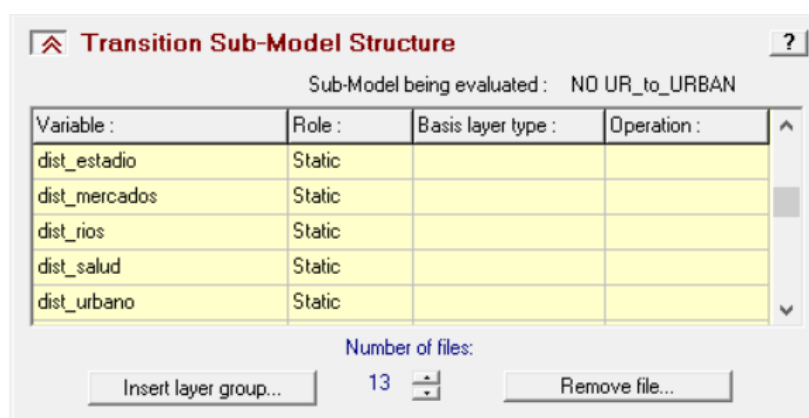 Transition Sub-Model Structure ?
Sub-Model being evaluated : NO UR_to_URBAN
Variable : Role : Basis layer type : Operation :
dist_estadio Static
dist_mercados Static
dist_rios Static
dist_salud Static
dist_urbano Static
Number of files:
Insert layer group... 13 Remove file...